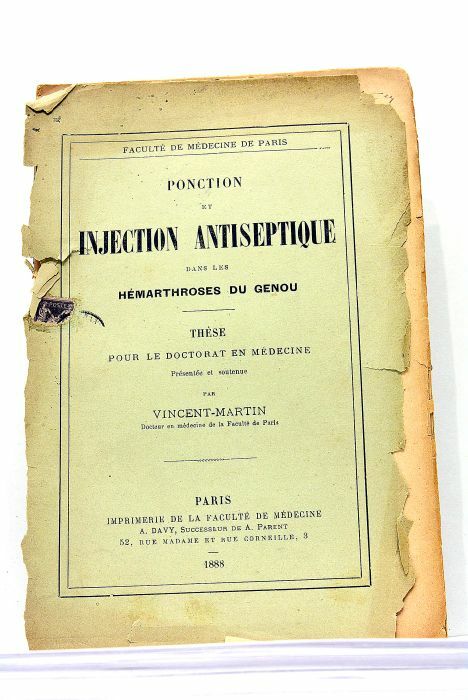 FACULTÉ DE MÉDECINE DE PARIS
PONCTION
ET
INJECTION ANTISEPTIQUE
DANS LES
HÉMARTHROSES DU GENOU
THÈSE
POUR LE DOCTORAT EN MÉDECINE
Présentée et soutenue
PAR
VINCENT-MARTIN
Docteur en médecine de la Faculté de Paris
PARIS
IMPRIMERIE DE LA FACULTÉ DE MÉDECINE
A. DAVY, SUCCESSEUR DE A. PARENT
52, RUE MADAME ET RUE CORNEILLE, 3
1888